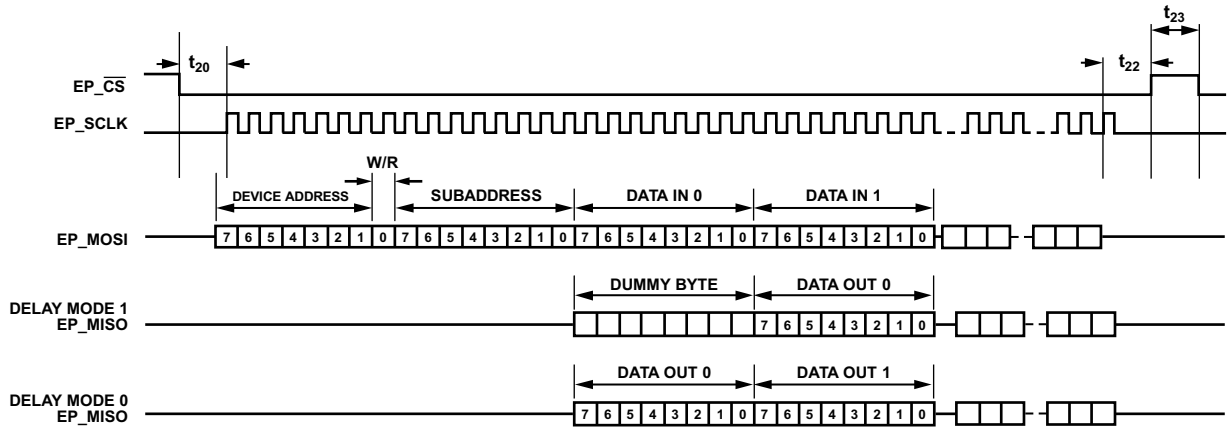 t23
t20
t22
EP_CS
EP_SCLK
W/R
DEVICE ADDRESS SUBADDRESS DATA IN 0 DATA IN 1
EP_MOSI 7 6 5 4 3 2 1 0 7 6 5 4 3 2 1 0 7 6 5 4 3 2 1 0 7 6 5 4 3 2 1 0
DUMMY BYTE DATA OUT 0
DELAY MODE 1
EP_MISO 7 6 5 4 3 2 1 0
DATA OUT 0 DATA OUT 1
DELAY MODE 0
EP_MISO 7 6 5 4 3 2 1 0 7 6 5 4 3 2 1 0